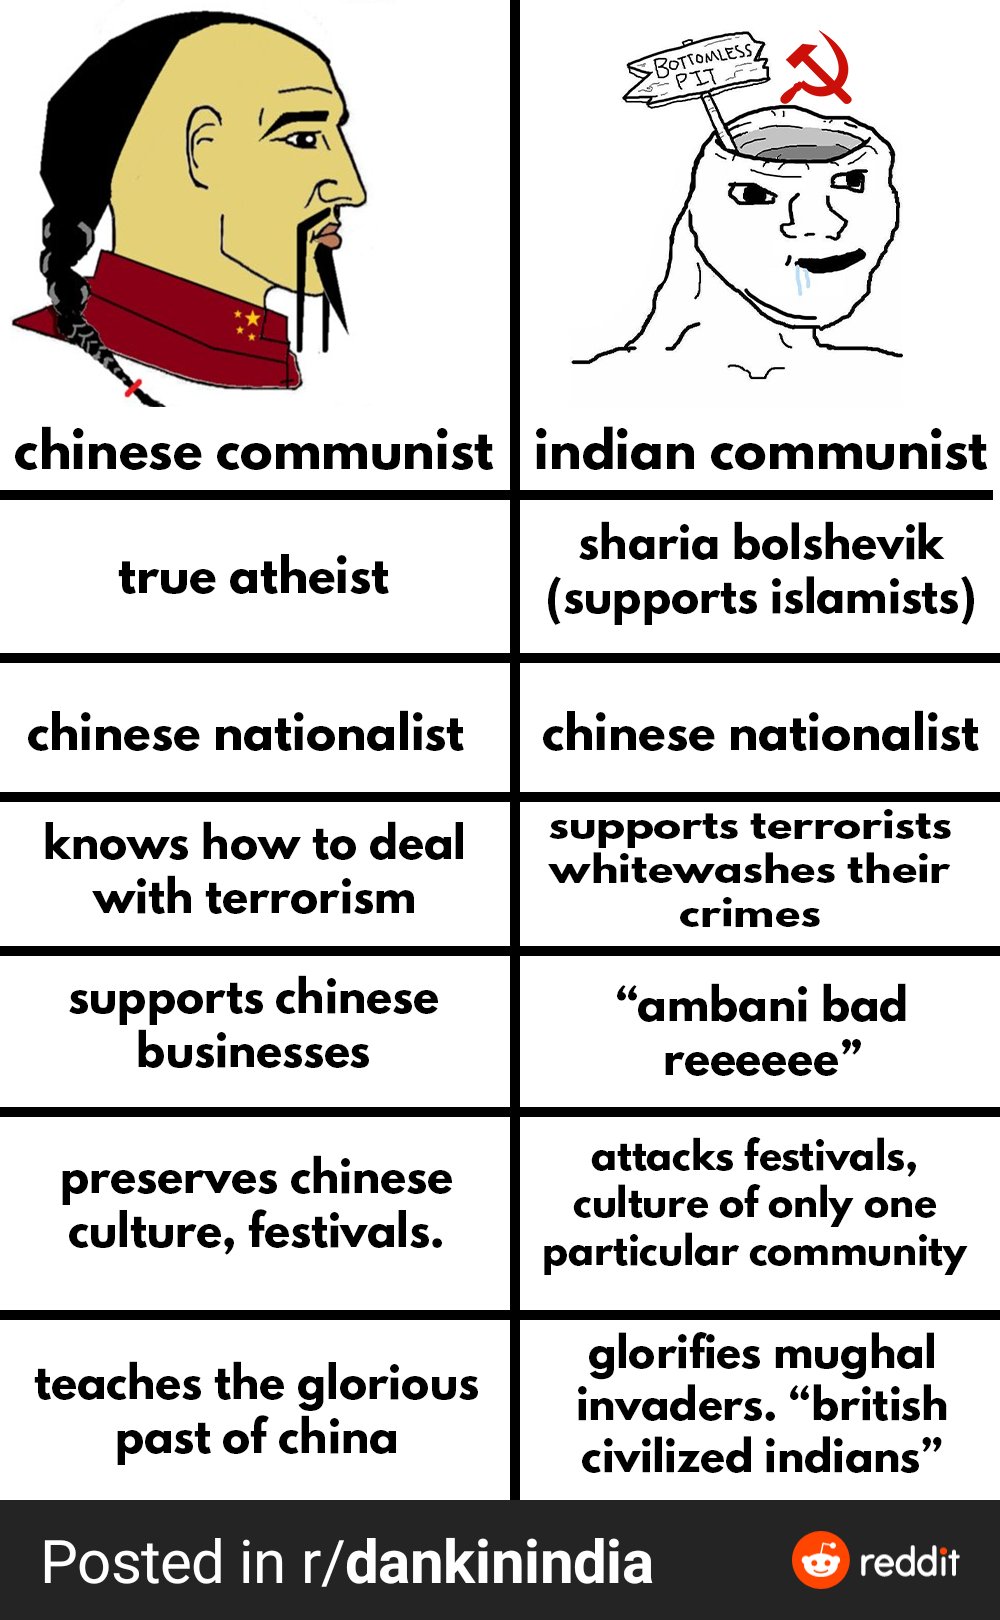 BOTTOMLESS
PIT
chinese communist
indian communist
true atheist
sharia bolshevik
(supports islamists)
chinese nationalist
chinese nationalist
knows how to deal
with terrorism
supports terrorists
whitewashes their
crimes
supports chinese
businesses
“ambani bad
reeeeee”
preserves chinese
culture, festivals.
attacks festivals,
culture of only one
particular community
teaches the glorious
past of china
glorifies mughal
invaders. “british
civilized indians”
Posted in r/dankinindia
reddit